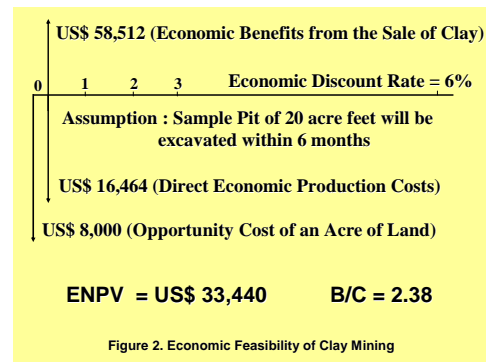 US$ 58,512 (Economic Benefits from the Sale of Clay)
0 1 2 3 Economic Discount Rate = 6%
Assumption : Sample Pit of 20 acre feet will be
excavated within 6 months
US$ 16,464 (Direct Economic Production Costs)
US$ 8,000 (Opportunity Cost of an Acre of Land)
ENPV = US$ 33,440 B/C = 2.38
Figure 2. Economic Feasibility of Clay Mining